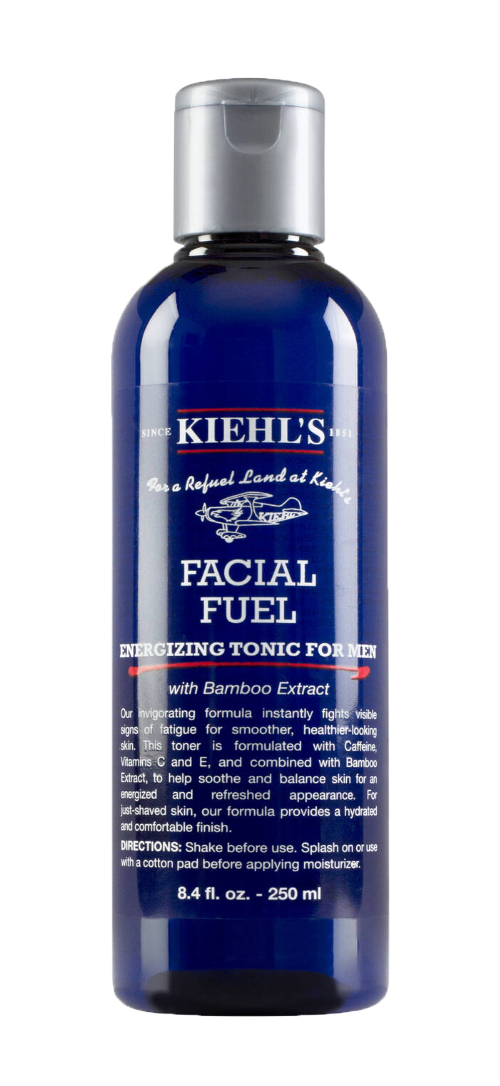 SINCE KIEHL'S 1851
For a Refuel Land at Kiehl's
KIEHL'S
FACIAL
FUEL
ENERGIZING TONIC FOR MEN
with Bamboo Extract
Our invigorating formula instantly fights visible
signs of fatigue for smoother, healthier-looking
skin. This toner is formulated with Caffeine,
Vitamins C and E, and combined with Bamboo
Extract, to help soothe and balance skin for an
energized and refreshed appearance. For
just-shaved skin, our formula provides a hydrated
and comfortable finish.
DIRECTIONS: Shake before use. Splash on or use
with a cotton pad before applying moisturizer.
8.4 fl. oz. - 250 ml